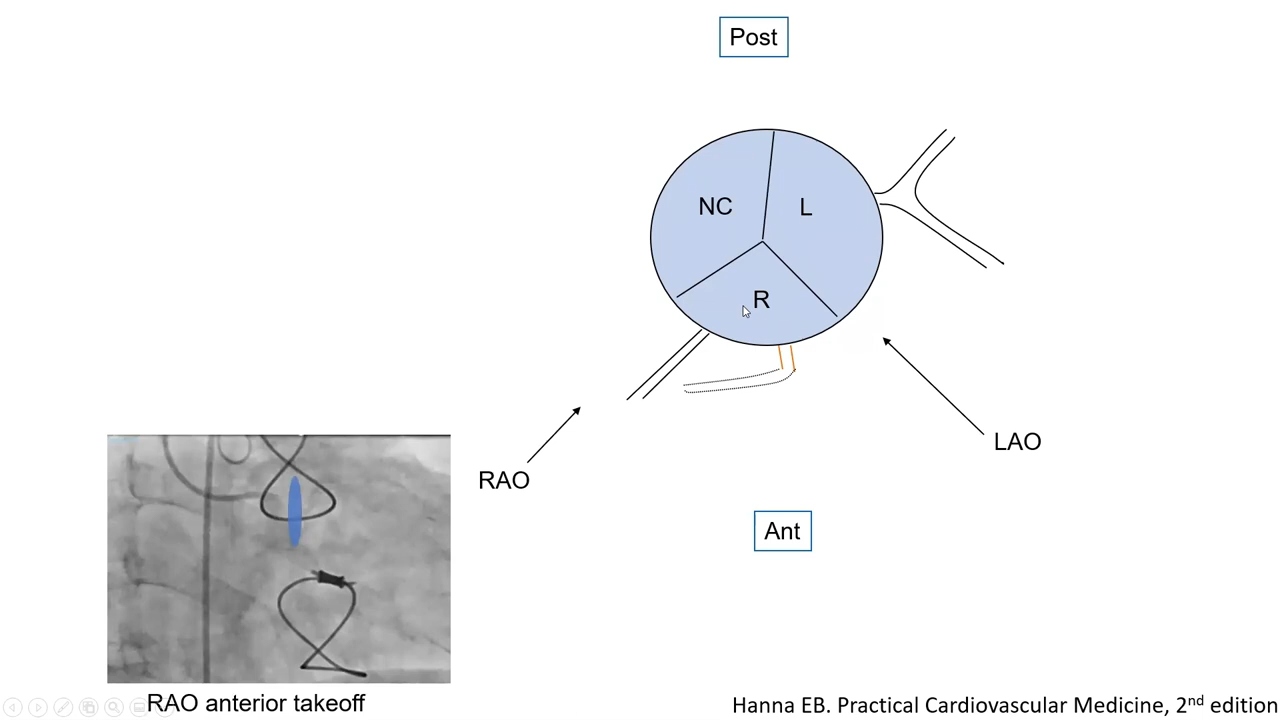 Post
NC
L
R
LAO
RAO
Ant
RAO anterior takeoff
Hanna EB. Practical Cardiovascular Medicine, 2nd edition